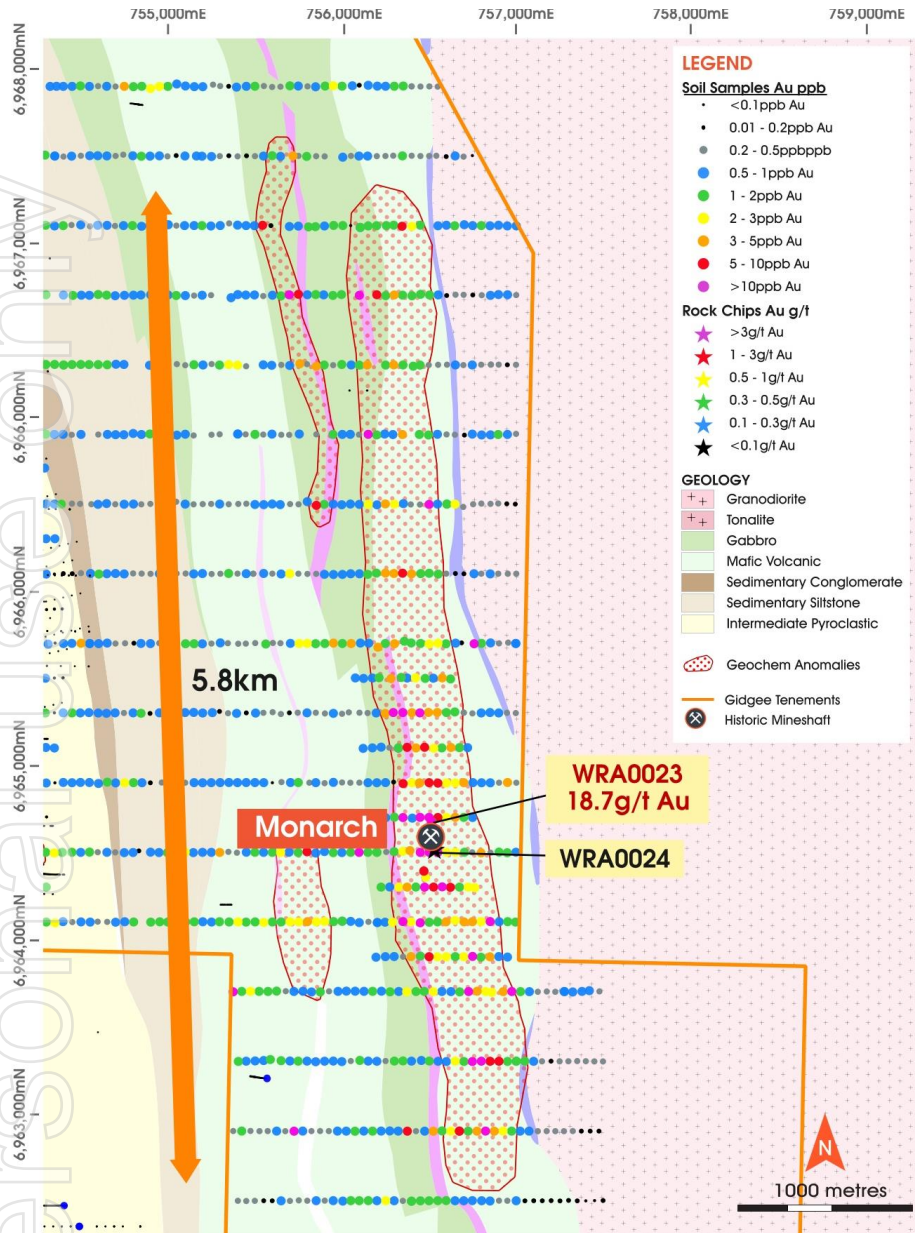 755,000mE
756,000mE
757,000mE
758,000mE
759,000mE
6,968,000mN
6,967,000mN
6,966,000mN
6,966,000mN
6,965,000mN
6,964,000mN
6,963,000mN
LEGEND
Soil Samples Au ppb
<0.1ppb Au
0.01 - 0.2ppb Au
0.2 - 0.5ppbppb
0.5 - 1ppb Au
1 - 2ppb Au
2 - 3ppb Au
3 - 5ppb Au
5 - 10ppb Au
>10ppb Au
Rock Chips Au g/t
>3g/t Au
1 - 3g/t Au
0.5 - 1g/t Au
0.3 - 0.5g/t Au
0.1 - 0.3g/t Au
<0.1g/t Au
GEOLOGY
Granodiorite
Tonalite
Gabbro
Mafic Volcanic
Sedimentary Conglomerate
Sedimentary Siltstone
Intermediate Pyroclastic
Geochem Anomalies
Gidgee Tenements
Historic Mineshaft
5.8km
WRA0023
18.7g/t Au
Monarch
WRA0024
N
1000 metres
ersonal use only